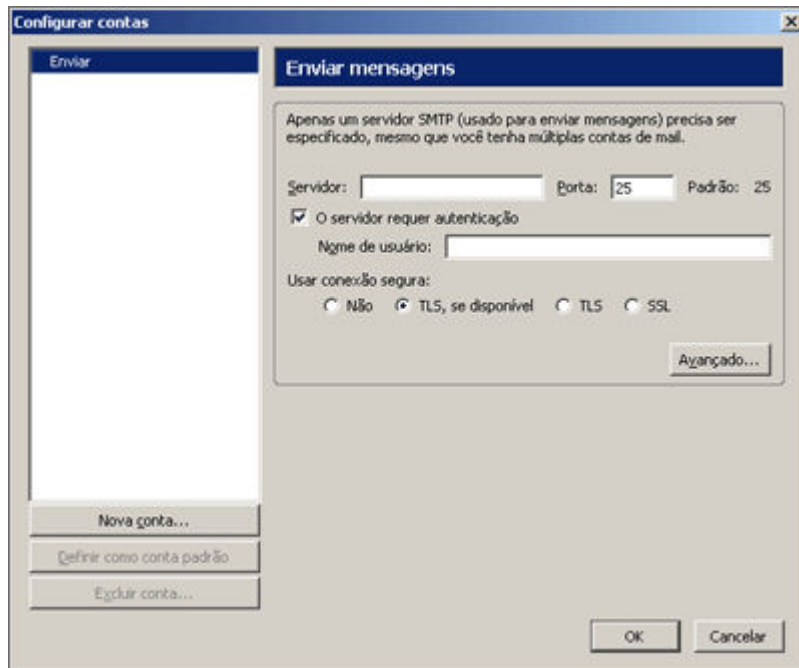 Configurar contas
Enviar
Enviar mensagens
Apenas um servidor SMTP (usado para enviar mensagens) precisa ser
especificado, mesmo que você tenha múltiplas contas de mail.
Servidor: Porta: 25 Padrão: 25
O servidor requer autenticação
Nome de usuário:
Usar conexão segura:
Não TLS, se disponível TLS SSL
Avançado...
Nova conta...
Definir como conta padrão
Excluir conta...
OK Cancelar